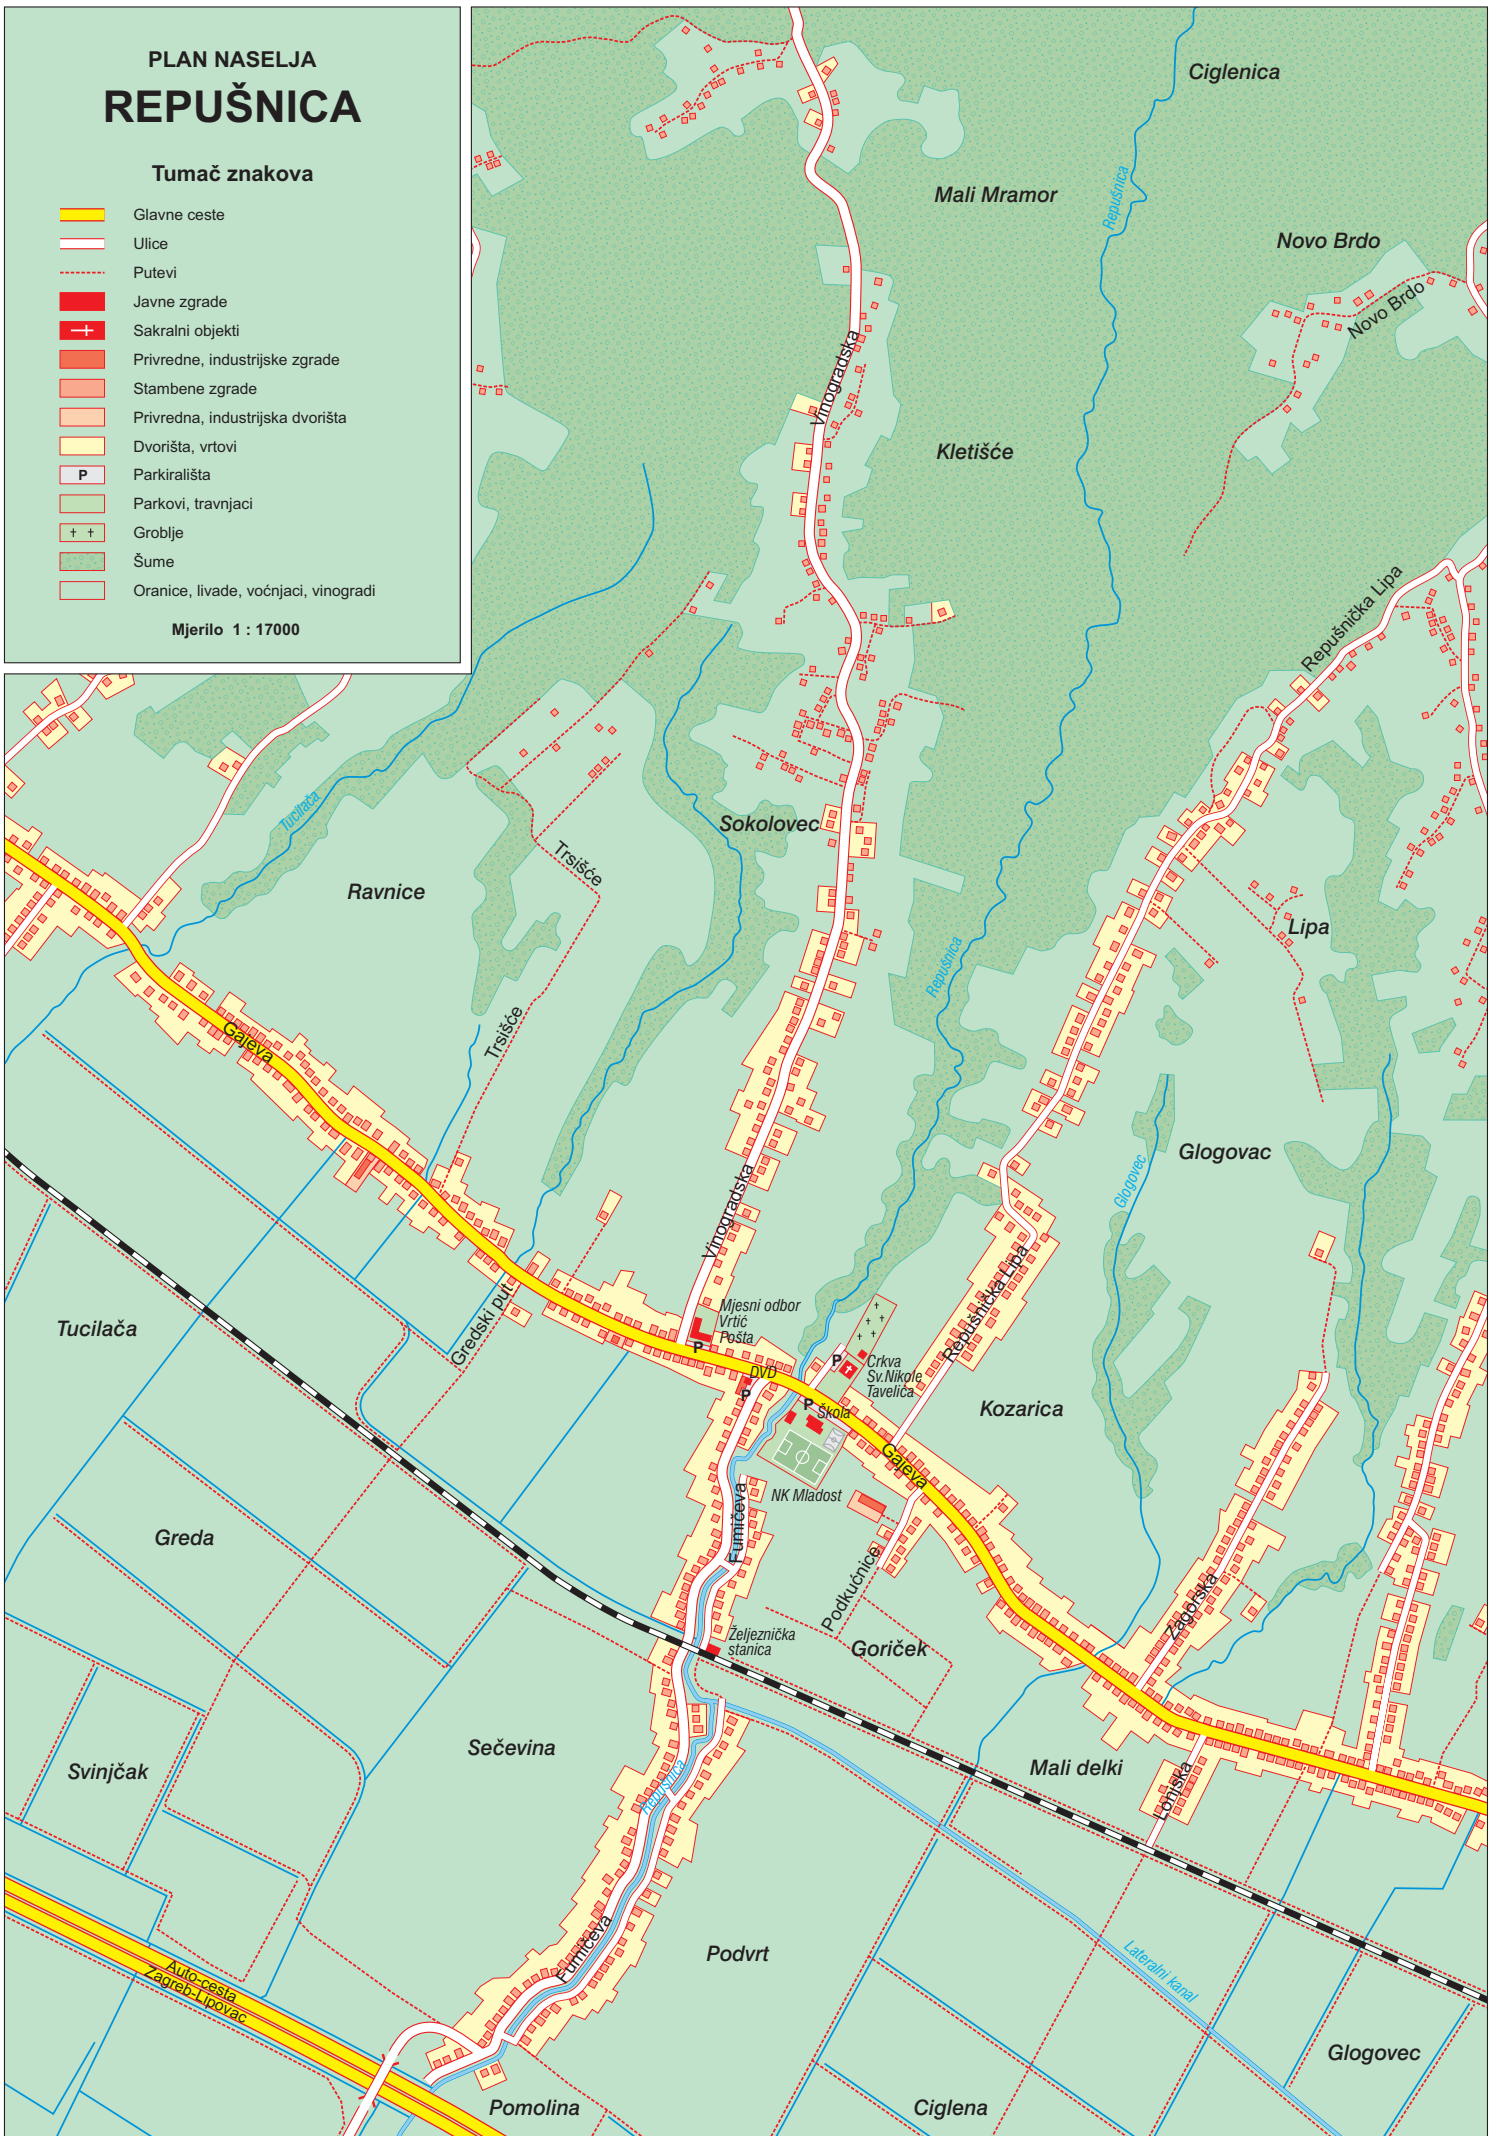 PLAN NASELJA
REPUŠNICA
Tumač znakova
Glavne ceste
Ulice
Putevi
Javne zgrade
Sakralni objekti
Privredne, industrijske zgrade
Stambene zgrade
Privredna, industrijska dvorišta
Dvorišta, vrtovi
P Parkirališta
Parkovi, travnjaci
Groblje
Šume
Oranice, livade, voćnjaci, vinogradi
Mjerilo 1 : 17000
Ciglenica
Mali Mramor
Repušnica
Novo Brdo
Novo Brdo
Vinogradska
Kletišće
Repušnička Lipa
Tucilača
Sokolovec
Trsišće
Ravnice
Lipa
Repušnica
Gajeva
Trsišće
Glogovac
Glogovec
Vinogradska
Repušnička Lipa
Tucilača
Gredski put
Mjesni odbor
Vrtić
Pošta
P
P
Crkva
Sv.Nikole
Tavelića
DVD
P
P
Škola
Kozarica
Gajeva
NK Mladost
Fumićeva
Greda
Podkućnice
Zagorska
Željeznička
stanica
Goriček
Sečevina
Mali delki
Svinjčak
Repušnica
Lonjska
Fumićeva
Podvrt
Lateralni kanal
Auto-cesta
Zagreb-Lipovac
Glogovec
Pomolina
Ciglena